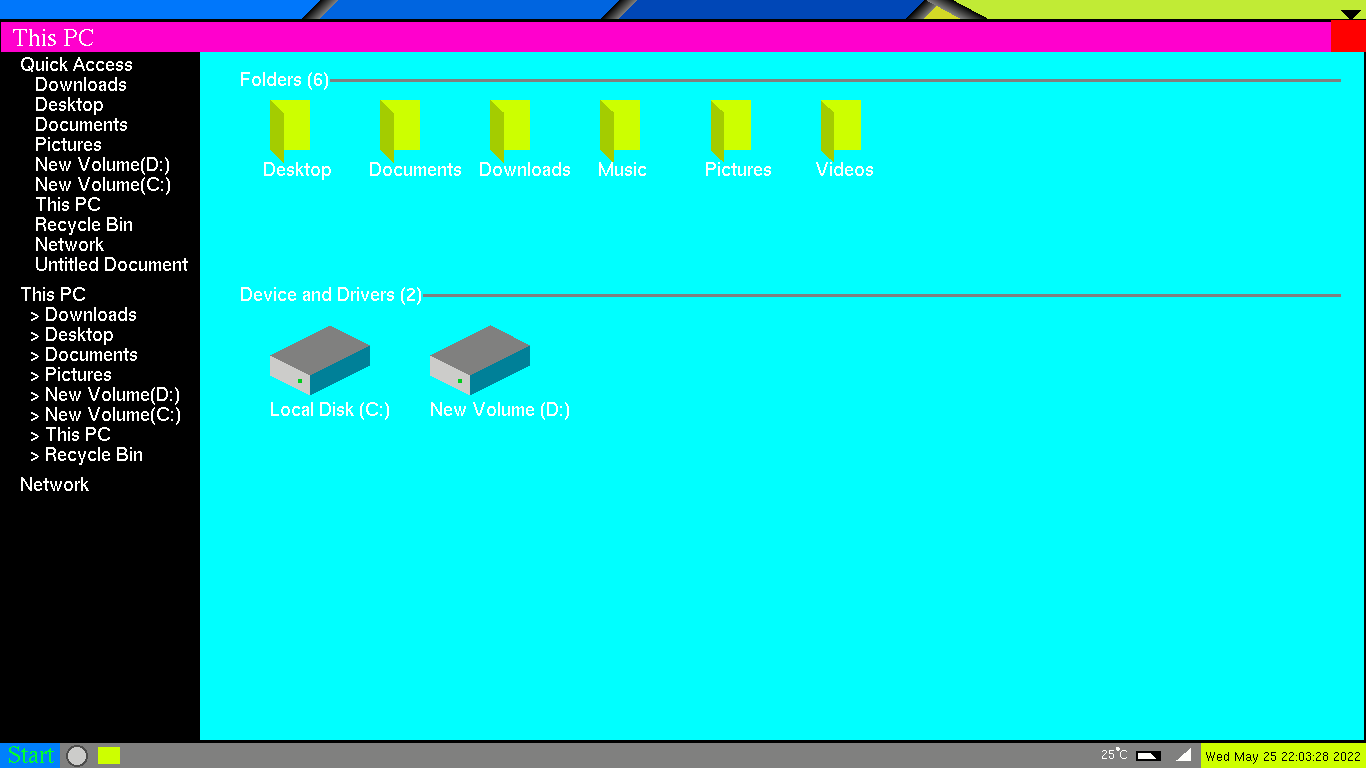 This PC
Quick Access
Downloads
Desktop
Documents
Pictures
New Volume(D:)
New Volume(C:)
This PC
Recycle Bin
Network
Untitled Document
This PC
> Downloads
> Desktop
> Documents
> Pictures
> New Volume(D:)
> New Volume(C:)
> This PC
> Recycle Bin
Network
Folders (6)
Desktop Documents Downloads Music Pictures Videos
Device and Drivers (2)
Local Disk (C:) New Volume (D:)
Start 25°C Wed May 25 22:03:28 2022